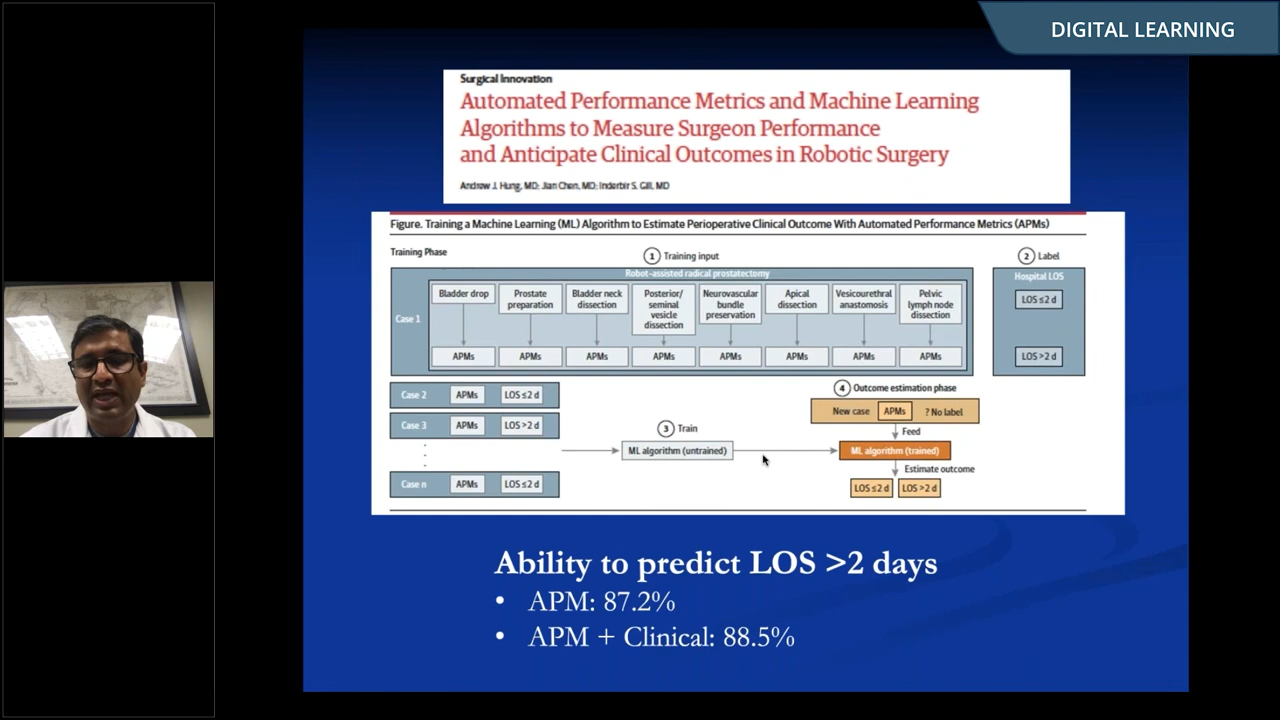 DIGITAL LEARNING
Surgical Innovation
Automated Performance Metrics and Machine Learning
Algorithms to Measure Surgeon Performance
and Anticipate Clinical Outcomes in Robotic Surgery
Andrew J. Hung, MD; Jian Chen, MD; Inderbir S. Gill, MD
Figure. Training a Machine Learning (ML) Algorithm to Estimate Perioperative Clinical Outcome With Automated Performance Metrics (APMs)
Training Phase
1 Training input
2 Label
Robot-assisted radical prostatectomy
Case 1
Bladder drop
Prostate
preparation
Bladder neck
dissection
Posterior/
seminal
vesicle
dissection
Neurovascular
bundle
preservation
Apical
dissection
Vesicourethral
anastomosis
Pelvic
lymph node
dissection
APMs
APMs
APMs
APMs
APMs
APMs
APMs
APMs
Hospital LOS
LOS ≤2 d
LOS >2 d
Case 2 APMs LOS ≤2 d
Case 3 APMs LOS >2 d
Case n APMs LOS ≤2 d
3 Train
ML algorithm (untrained)
4 Outcome estimation phase
New case APMs ? No label
Feed
ML algorithm (trained)
Estimate outcome
LOS ≤2 d LOS >2 d
Ability to predict LOS >2 days
• APM: 87.2%
• APM + Clinical: 88.5%